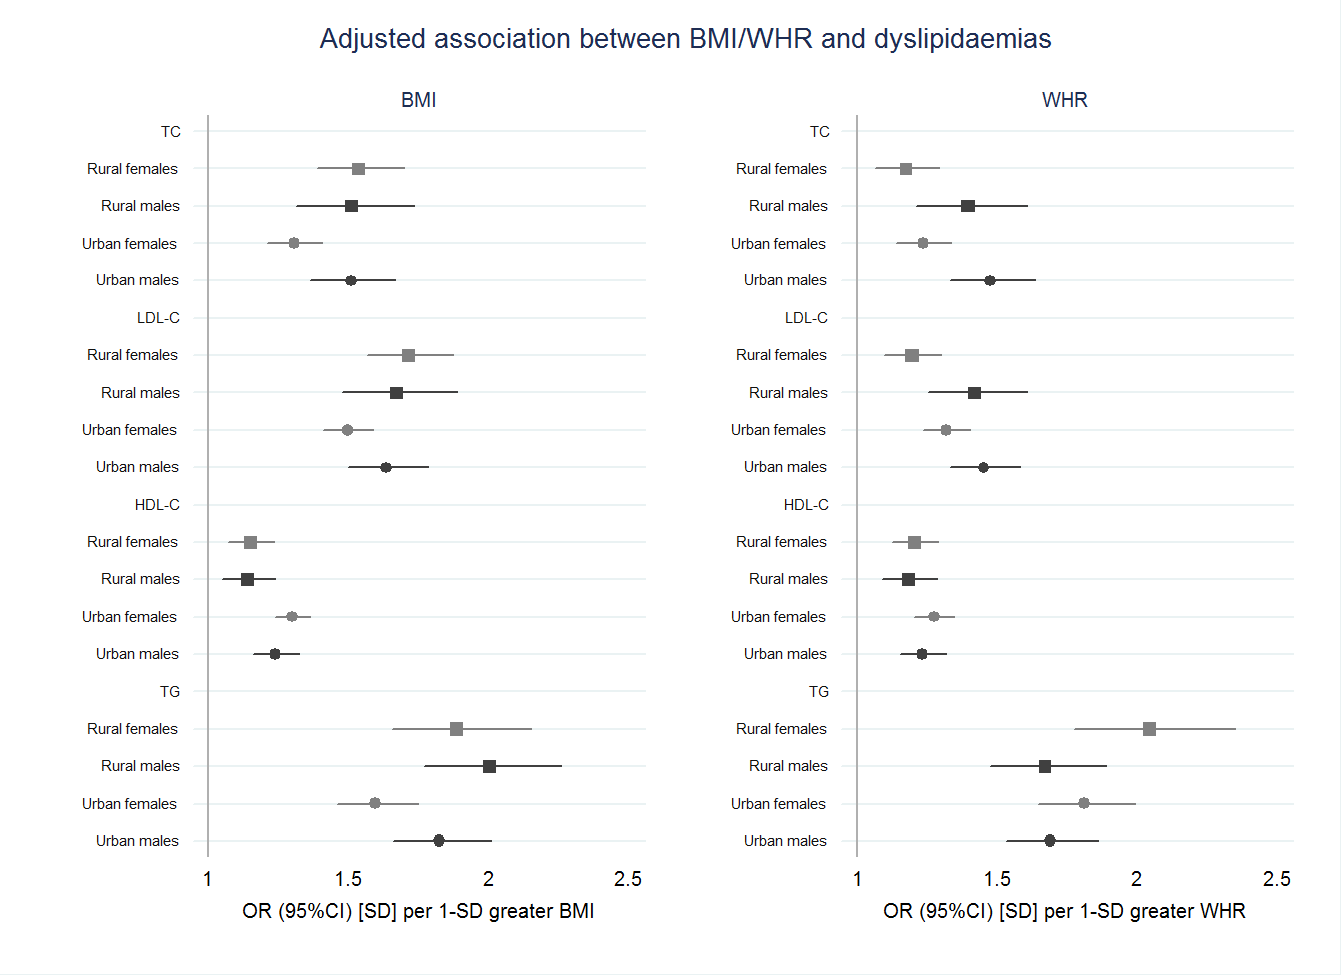 Adjusted association between BMI/WHR and dyslipidaemias
BMI
TC
Rural females
Rural males
Urban females
Urban males
LDL-C
Rural females
Rural males
Urban females
Urban males
HDL-C
Rural females
Rural males
Urban females
Urban males
TG
Rural females
Rural males
Urban females
Urban males
1 1.5 2 2.5
OR (95%CI) [SD] per 1-SD greater BMI
WHR
TC
Rural females
Rural males
Urban females
Urban males
LDL-C
Rural females
Rural males
Urban females
Urban males
HDL-C
Rural females
Rural males
Urban females
Urban males
TG
Rural females
Rural males
Urban females
Urban males
1 1.5 2 2.5
OR (95%CI) [SD] per 1-SD greater WHR